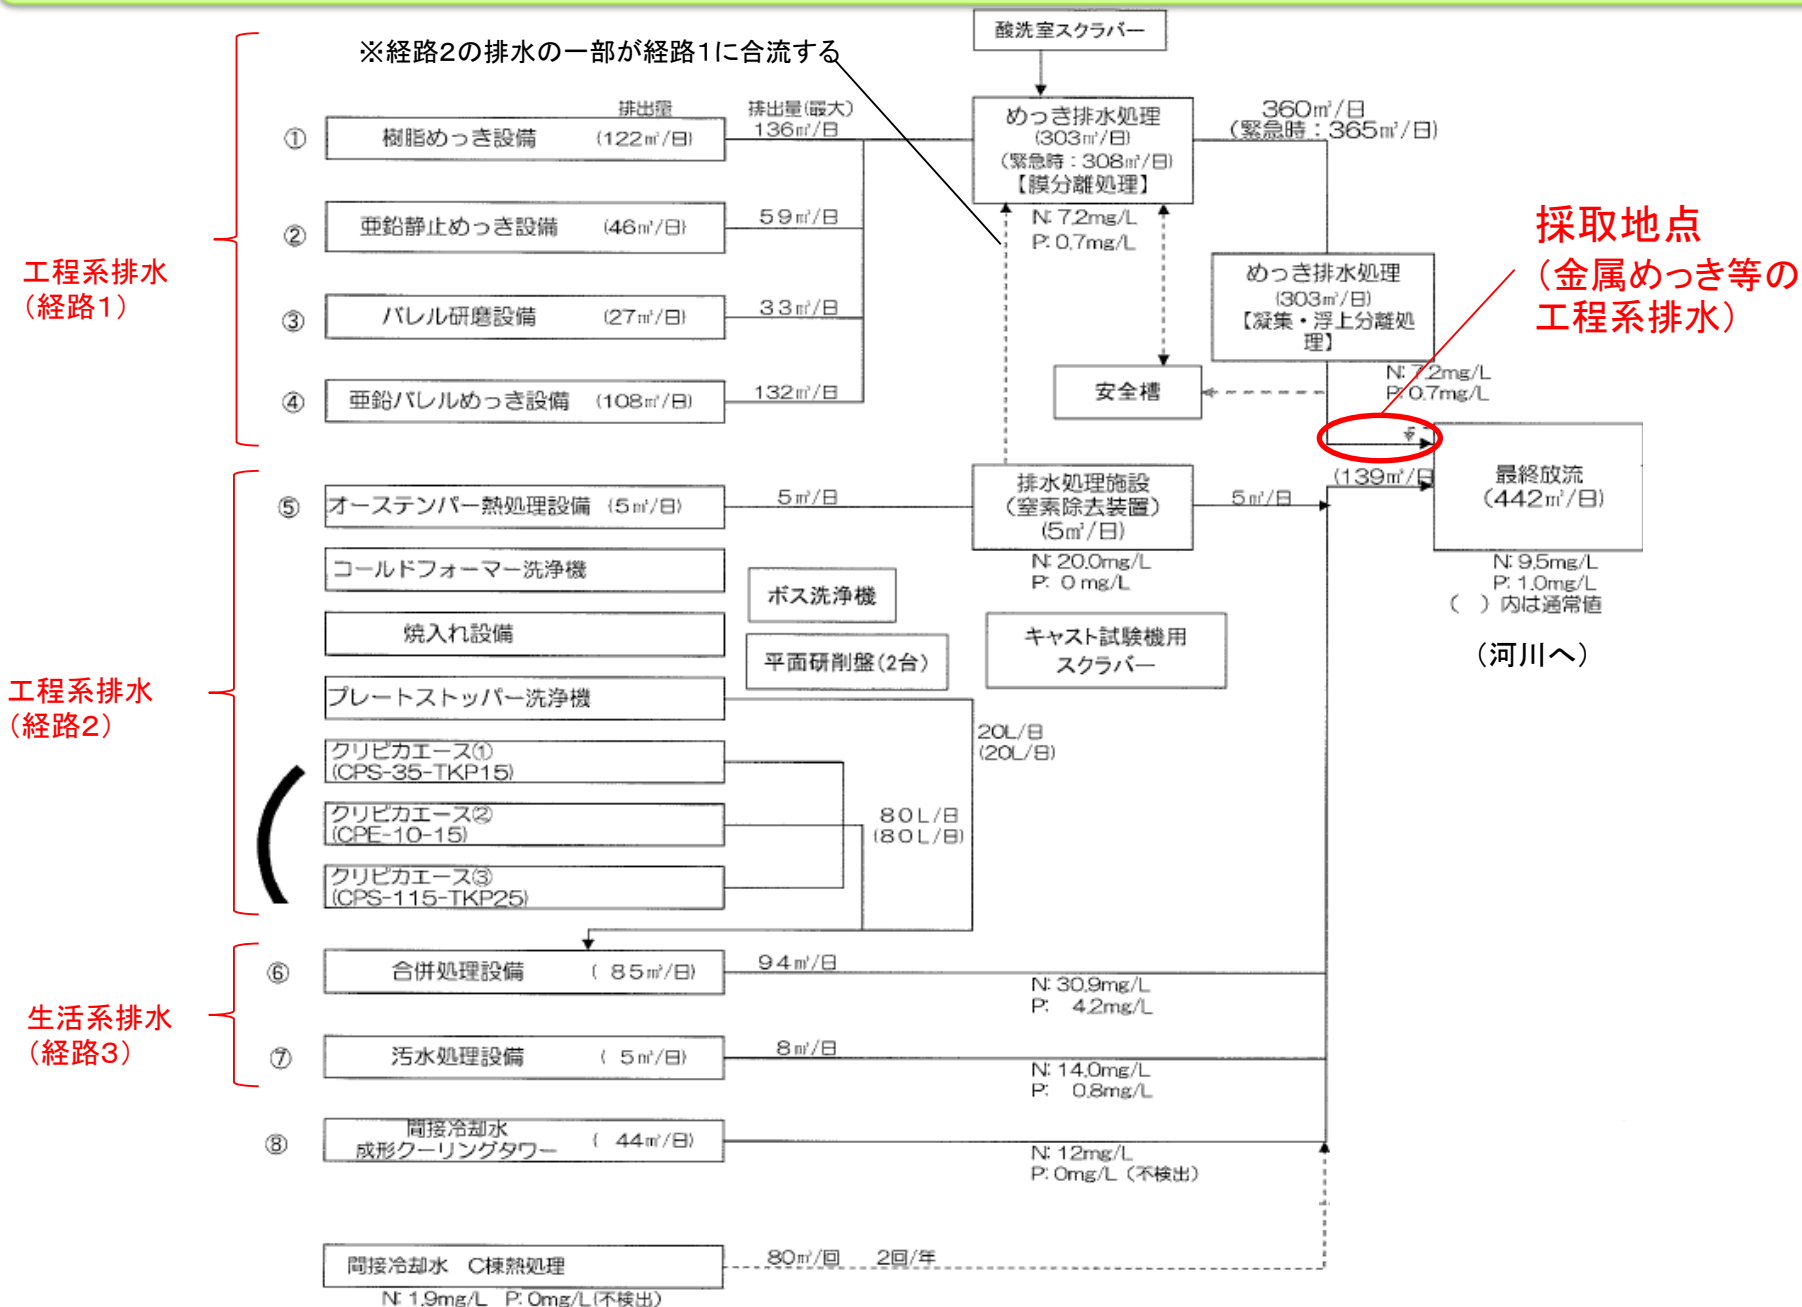 酸洗室スクラバー
※経路2の排水の一部が経路1に合流する
排出量
排出量(最大)
① 樹脂めっき設備 (122㎥/日)
136㎥/日
めっき排水処理
(303㎥/日)
(緊急時：308㎥/日)
【膜分離処理】
N: 7.2mg/L
P: 0.7mg/L
360㎥/日
(緊急時：365㎥/日)
② 亜鉛静止めっき設備 (46㎥/日)
59㎥/日
採取地点
(金属めっき等の
工程系排水)
工程系排水
(経路1)
めっき排水処理
(303㎥/日)
【凝集・浮上分離処
理】
N: 7.2mg/L
P: 0.7mg/L
③ バレル研磨設備 (27㎥/日)
33㎥/日
④ 亜鉛バレルめっき設備 (108㎥/日)
132㎥/日
安全槽
最終放流
(442㎥/日)
N: 9.5mg/L
P: 1.0mg/L
( )内は通常値
(河川へ)
(139㎥/日
⑤ オーステンパー熱処理設備 (5㎥/日)
5㎥/日
排水処理施設
(窒素除去装置)
(5㎥/日)
N: 20.0mg/L
P: 0 mg/L
5㎥/日
コールドフォーマー洗浄機
ボス洗浄機
焼入れ設備
平面研削盤(2台)
キャスト試験機用
スクラバー
工程系排水
(経路2)
プレートストッパー洗浄機
20L/日
(20L/日)
クリピカエース①
(CPS-35-TKP15)
クリピカエース②
(CPE-10-15)
80L/日
(80L/日)
クリピカエース③
(CPS-115-TKP25)
⑥ 合併処理設備 ( 85㎥/日)
94㎥/日
N: 30.9mg/L
P: 4.2mg/L
生活系排水
(経路3)
⑦ 汚水処理設備 ( 5㎥/日)
8㎥/日
N: 14.0mg/L
P: 0.8mg/L
⑧ 間接冷却水
成形クーリングタワー ( 44㎥/日)
N: 12mg/L
P: 0mg/L (不検出)
間接冷却水 C棟熱処理
80㎥/回 2回/年
N: 1.9mg/L P: 0mg/L(不検出)